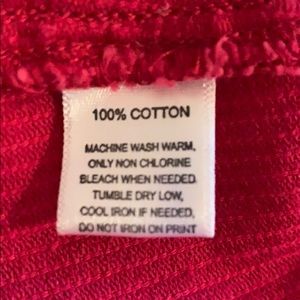 100% COTTON
MACHINE WASH WARM,
ONLY NON CHLORINE
BLEACH WHEN NEEDED.
TUMBLE DRY LOW,
COOL IRON IF NEEDED,
DO NOT IRON ON PRINT